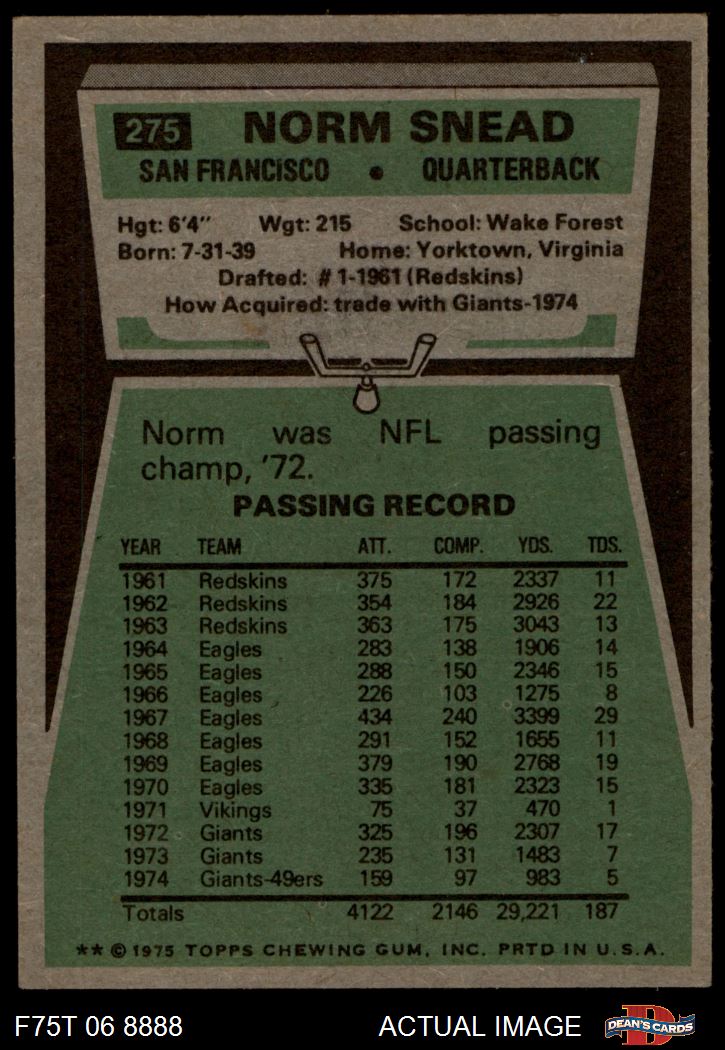 275 NORM SNEAD
SAN FRANCISCO • QUARTERBACK
Hgt: 6'4" Wgt: 215 School: Wake Forest
Born: 7-31-39 Home: Yorktown, Virginia
Drafted: #1-1961 (Redskins)
How Acquired: trade with Giants-1974
Norm was NFL passing
champ, '72.
PASSING RECORD
YEAR TEAM ATT. COMP. YDS. TDS.
1961 Redskins 375 172 2337 11
1962 Redskins 354 184 2926 22
1963 Redskins 363 175 3043 13
1964 Eagles 283 138 1906 14
1965 Eagles 288 150 2346 15
1966 Eagles 226 103 1275 8
1967 Eagles 434 240 3399 29
1968 Eagles 291 152 1655 11
1969 Eagles 379 190 2768 19
1970 Eagles 335 181 2323 15
1971 Vikings 75 37 470 1
1972 Giants 325 196 2307 17
1973 Giants 235 131 1483 7
1974 Giants-49ers 159 97 983 5
Totals 4122 2146 29,221 187
** © 1975 TOPPS CHEWING GUM, INC. PRTD IN U.S.A.
F75T 06 8888 ACTUAL IMAGE D DEAN'S CARDS